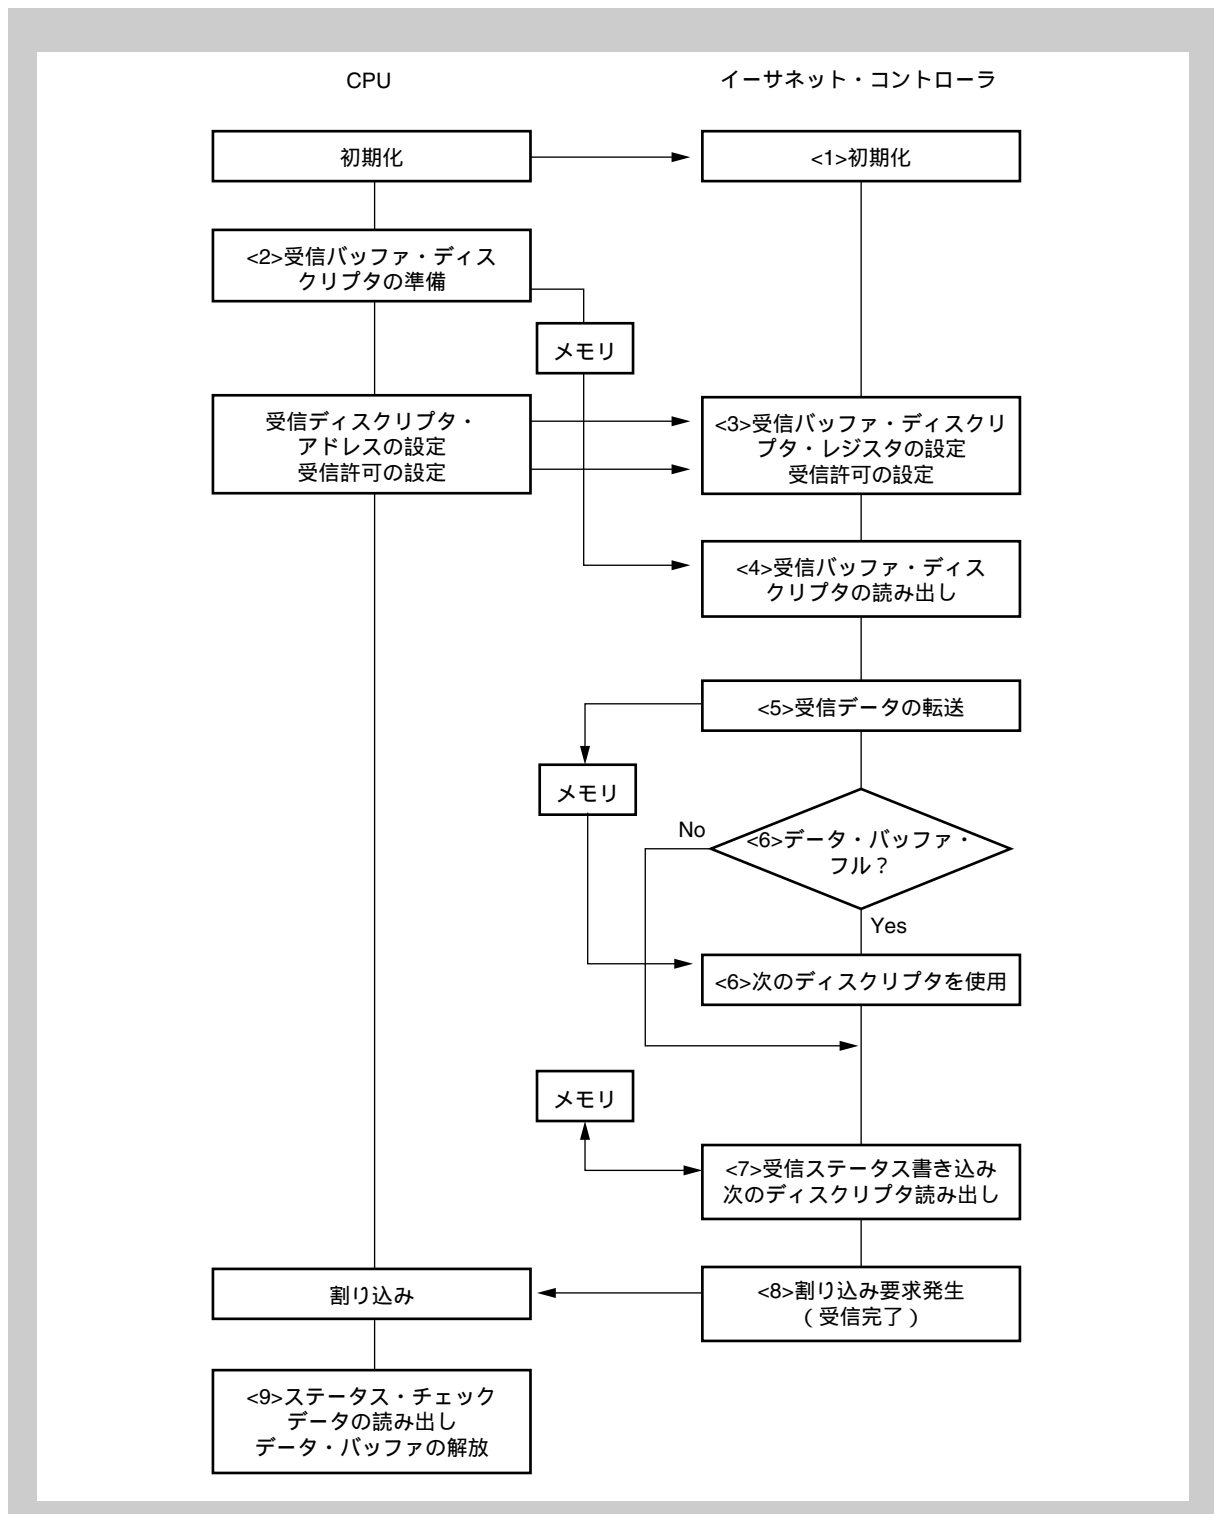 CPU
イーサネット・コントローラ
初期化
<1>初期化
<2>受信バッファ・ディス
クリプタの準備
メモリ
受信ディスクリプタ・
アドレスの設定
受信許可の設定
<3>受信バッファ・ディスクリ
プタ・レジスタの設定
受信許可の設定
<4>受信バッファ・ディス
クリプタの読み出し
<5>受信データの転送
メモリ
No
<6>データ・バッファ・
フル？
Yes
<6>次のディスクリプタを使用
メモリ
<7>受信ステータス書き込み
次のディスクリプタ読み出し
割り込み
<8>割り込み要求発生
（受信完了）
<9>ステータス・チェック
データの読み出し
データ・バッファの解放